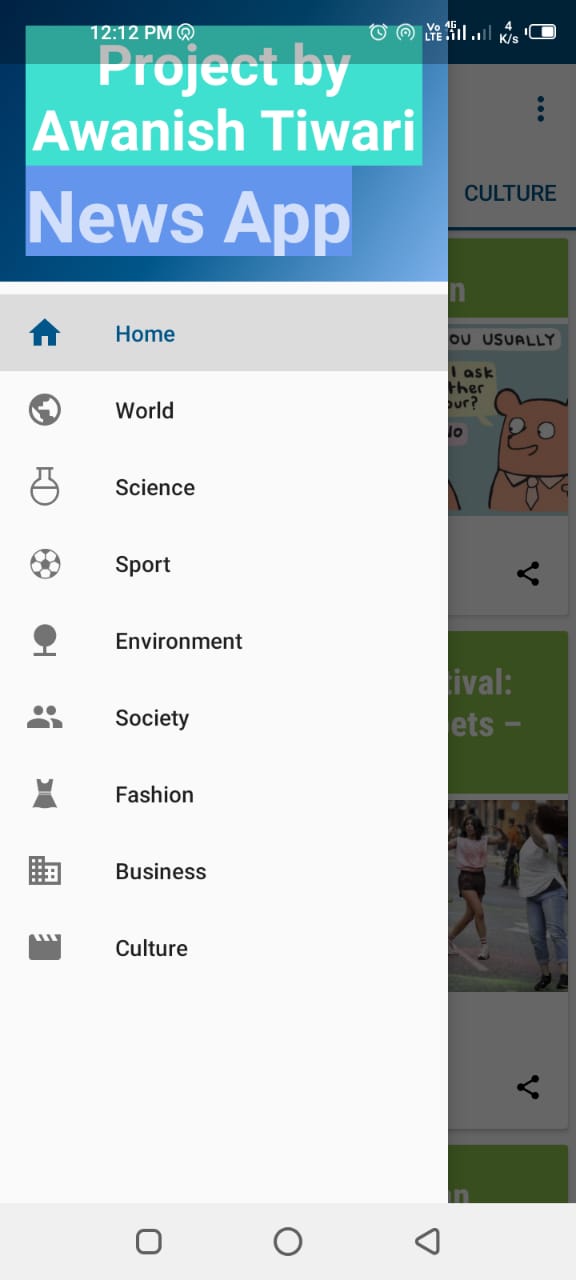 12:12 PM
Vo LTE 4G 4 K/s
Project by
Awanish Tiwari
News App
CULTURE
Home
World
Science
Sport
Environment
Society
Fashion
Business
Culture
n
OU USUALLY
I ask
ther
our?
NO
tival:
ets –
on